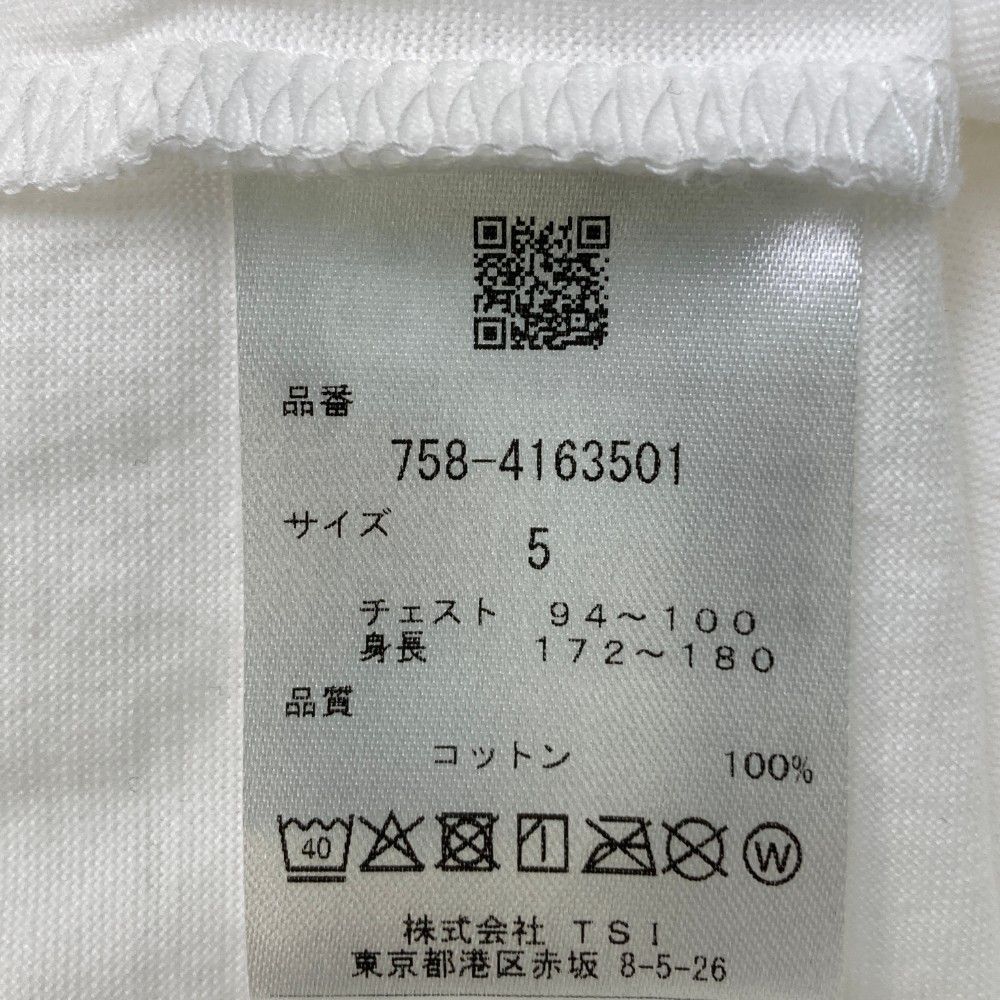 品番
758-4163501
サイズ
5
チェスト 94～100
身長 172～180
品質
コットン 100%
40
W
株式会社 TSI
東京都港区赤坂 8-5-26